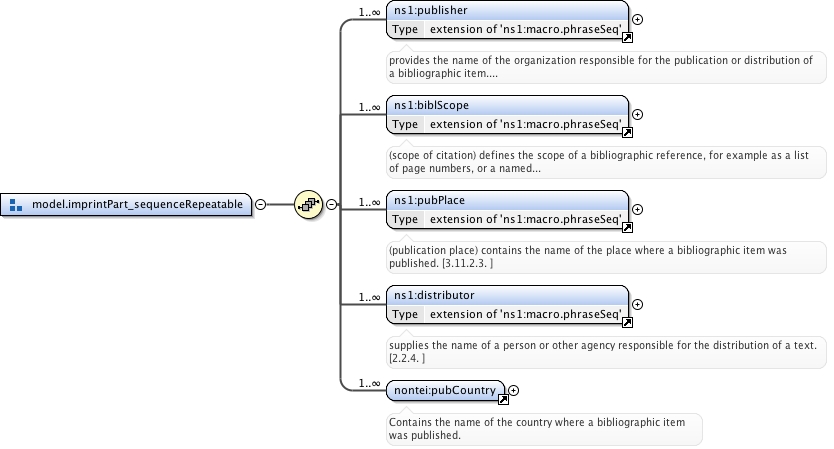 1..∞
ns1:publisher
Type extension of 'ns1:macro.phraseSeq'
provides the name of the organization responsible for the publication or distribution of
a bibliographic item....
1..∞
ns1:biblScope
Type extension of 'ns1:macro.phraseSeq'
(scope of citation) defines the scope of a bibliographic reference, for example as a list
of page numbers, or a named...
model.imprintPart_sequenceRepeatable
1..∞
ns1:pubPlace
Type extension of 'ns1:macro.phraseSeq'
(publication place) contains the name of the place where a bibliographic item was
published. [3.11.2.3. ]
1..∞
ns1:distributor
Type extension of 'ns1:macro.phraseSeq'
supplies the name of a person or other agency responsible for the distribution of a text.
[2.2.4. ]
1..∞
nontei:pubCountry
Contains the name of the country where a bibliographic item
was published.